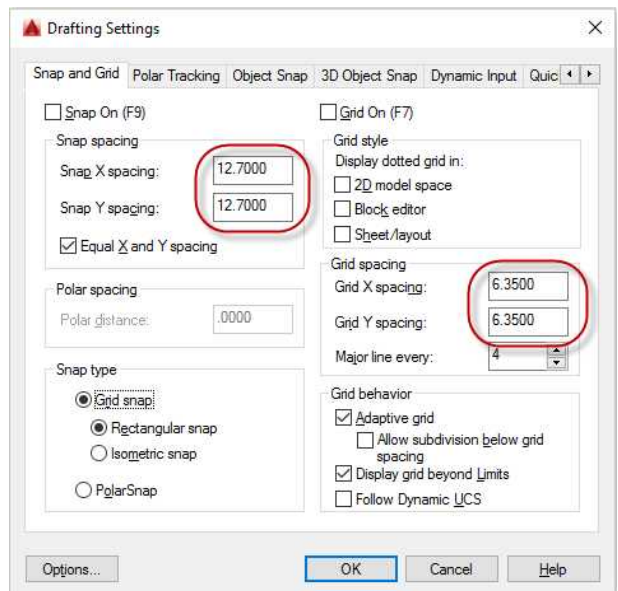 Drafting Settings
Snap and Grid Polar Tracking Object Snap 3D Object Snap Dynamic Input Quic
Snap On (F9)
Snap spacing
Snap X spacing: 12.7000
Snap Y spacing: 12.7000
Equal X and Y spacing
Polar spacing
Polar distance: .0000
Snap type
Grid snap
Rectangular snap
Isometric snap
PolarSnap
Grid On (F7)
Grid style
Display dotted grid in:
2D model space
Block editor
Sheet/layout
Grid spacing
Grid X spacing: 6.3500
Grid Y spacing: 6.3500
Major line every: 4
Grid behavior
Adaptive grid
Allow subdivision below grid
spacing
Display grid beyond Limits
Follow Dynamic UCS
Options... OK Cancel Help